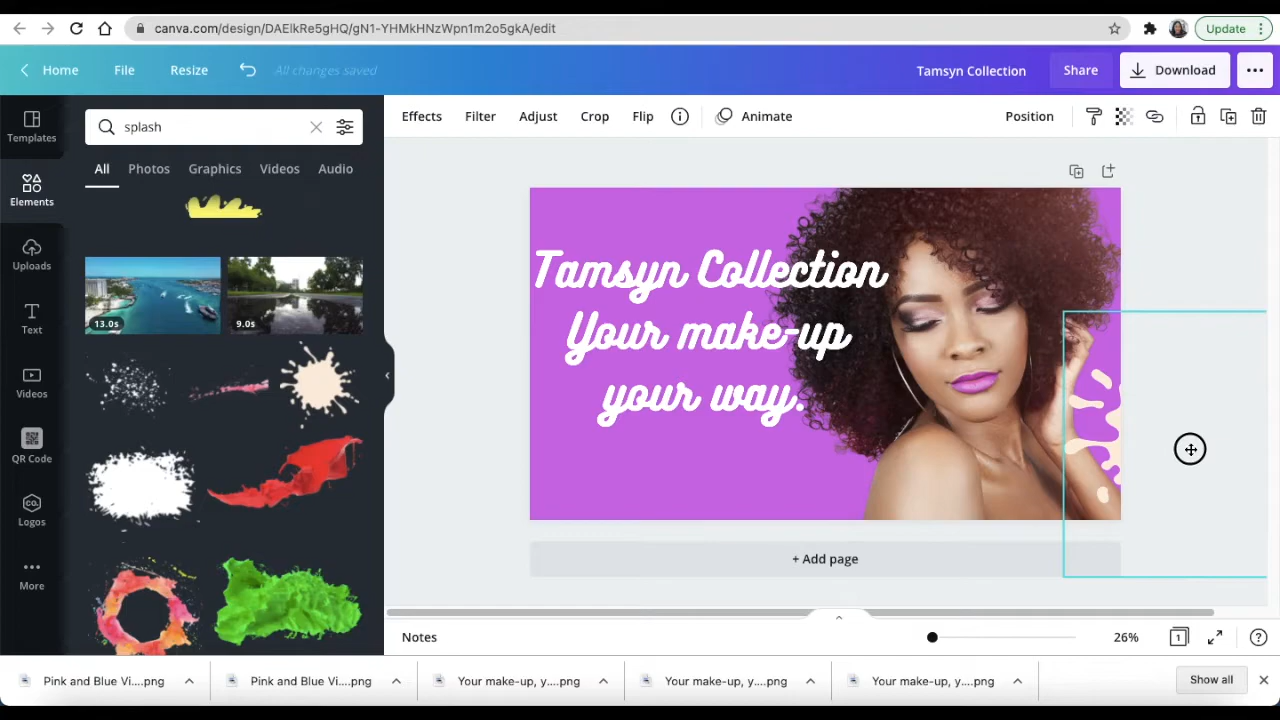 canva.com/design/DAElkRe5gHQ/gN1-YHMkHNzWpn1m2o5gkA/edit
Update
Home
File
Resize
All changes saved
Tamsyn Collection
Share
Download
Templates
Elements
Uploads
Text
Videos
QR Code
Logos
More
splash
All
Photos
Graphics
Videos
Audio
13.0s
9.0s
Effects
Filter
Adjust
Crop
Flip
Animate
Position
Tamsyn Collection
Your make-up
your way.
+ Add page
Notes
26%
1
Pink and Blue Vi....png
Pink and Blue Vi....png
Your make-up, y....png
Your make-up, y....png
Your make-up, y....png
Show all